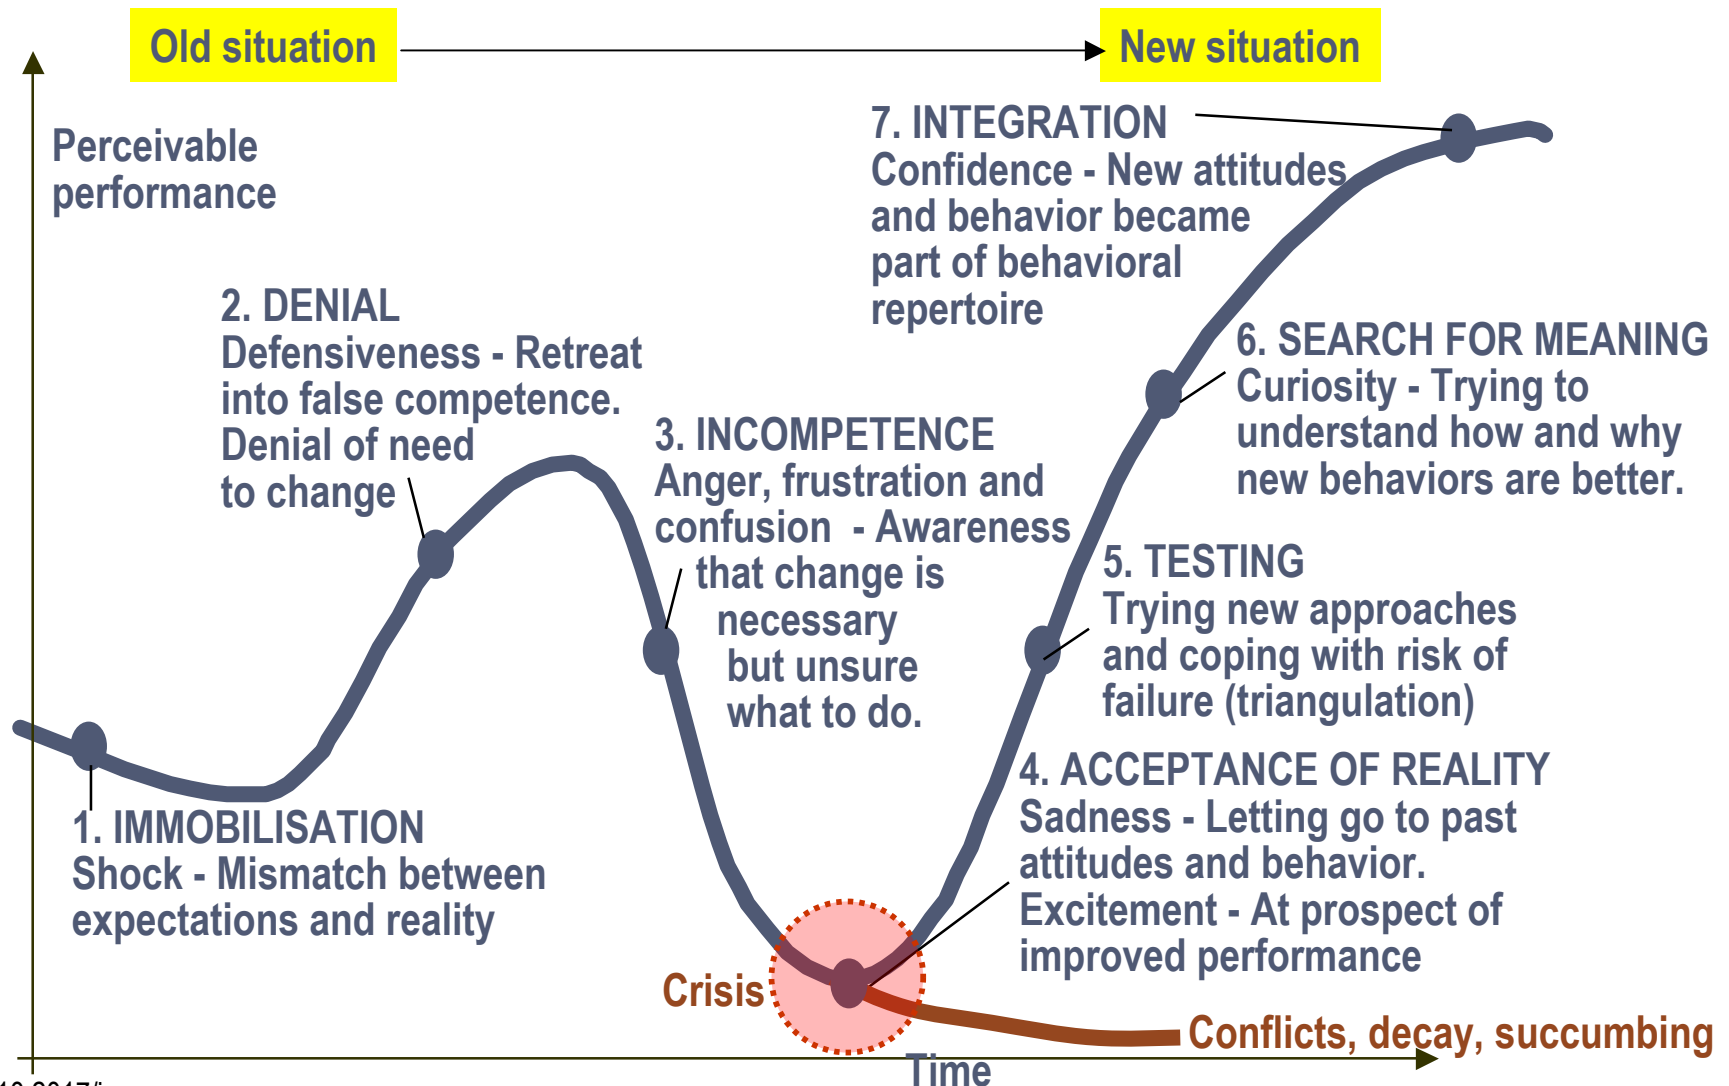 Old situation
New situation
Perceivable
performance
7. INTEGRATION
Confidence - New attitudes
and behavior became
part of behavioral
repertoire
2. DENIAL
Defensiveness - Retreat
into false competence.
Denial of need
to change
6. SEARCH FOR MEANING
Curiosity - Trying to
understand how and why
new behaviors are better.
3. INCOMPETENCE
Anger, frustration and
confusion - Awareness
that change is
necessary
but unsure
what to do.
5. TESTING
Trying new approaches
and coping with risk of
failure (triangulation)
4. ACCEPTANCE OF REALITY
Sadness - Letting go to past
attitudes and behavior.
Excitement - At prospect of
improved performance
1. IMMOBILISATION
Shock - Mismatch between
expectations and reality
Crisis
Conflicts, decay, succumbing
Time